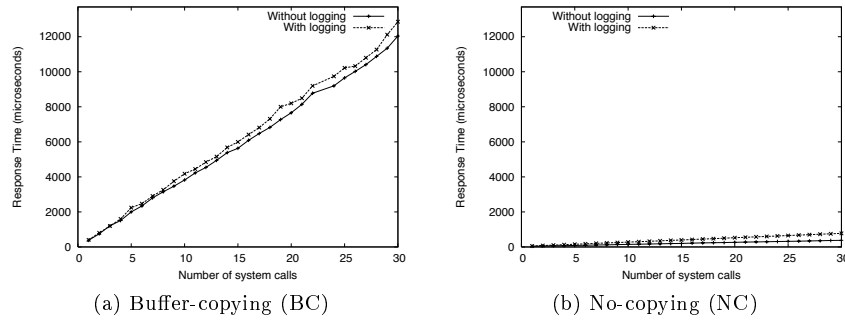 Without logging
With logging
12000
10000
8000
6000
4000
2000
0
Response Time (microseconds)
0 5 10 15 20 25 30
Number of system calls
(a) Buffer-copying (BC)
Without logging
With logging
12000
10000
8000
6000
4000
2000
0
Response Time (microseconds)
0 5 10 15 20 25 30
Number of system calls
(b) No-copying (NC)